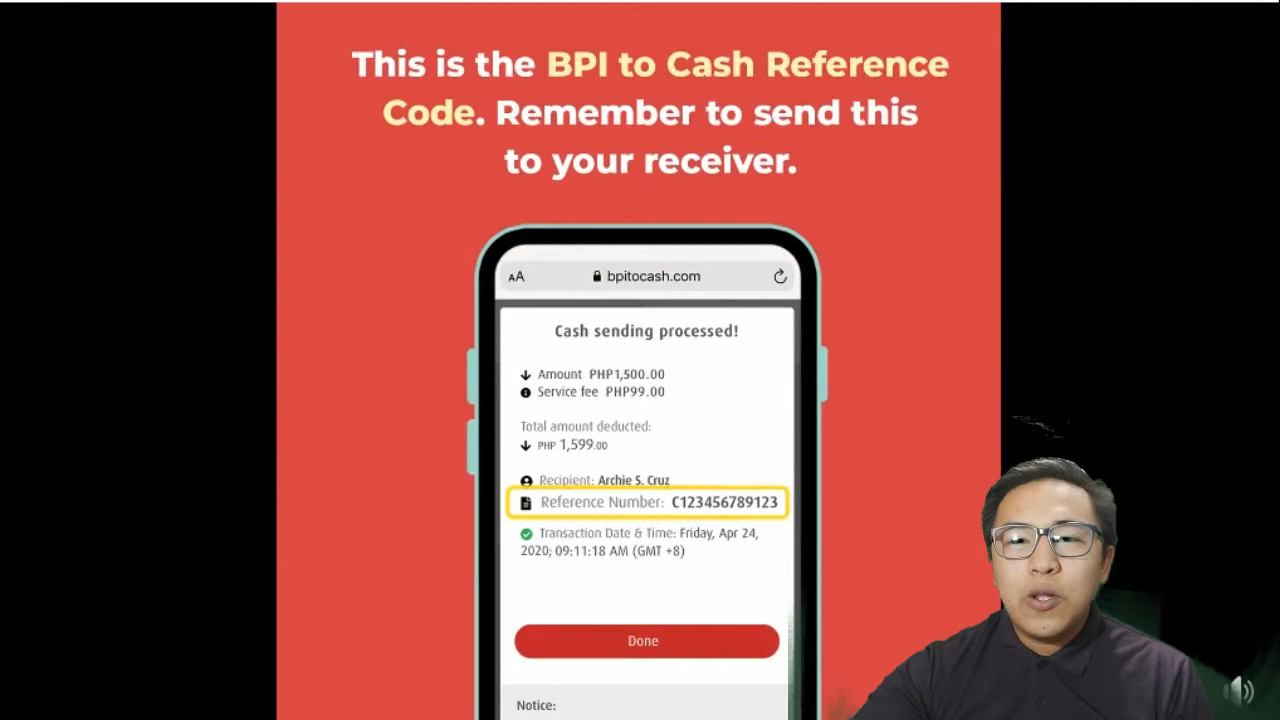 This is the BPI to Cash Reference
Code. Remember to send this
to your receiver.
AA bpitocash.com
Cash sending processed!
Amount PHP1,500.00
Service fee PHP99.00
Total amount deducted:
PHP 1,599.00
Recipient: Archie S. Cruz
Reference Number: C123456789123
Transaction Date & Time: Friday, Apr 24,
2020; 09:11:18 AM (GMT +8)
Done
Notice: